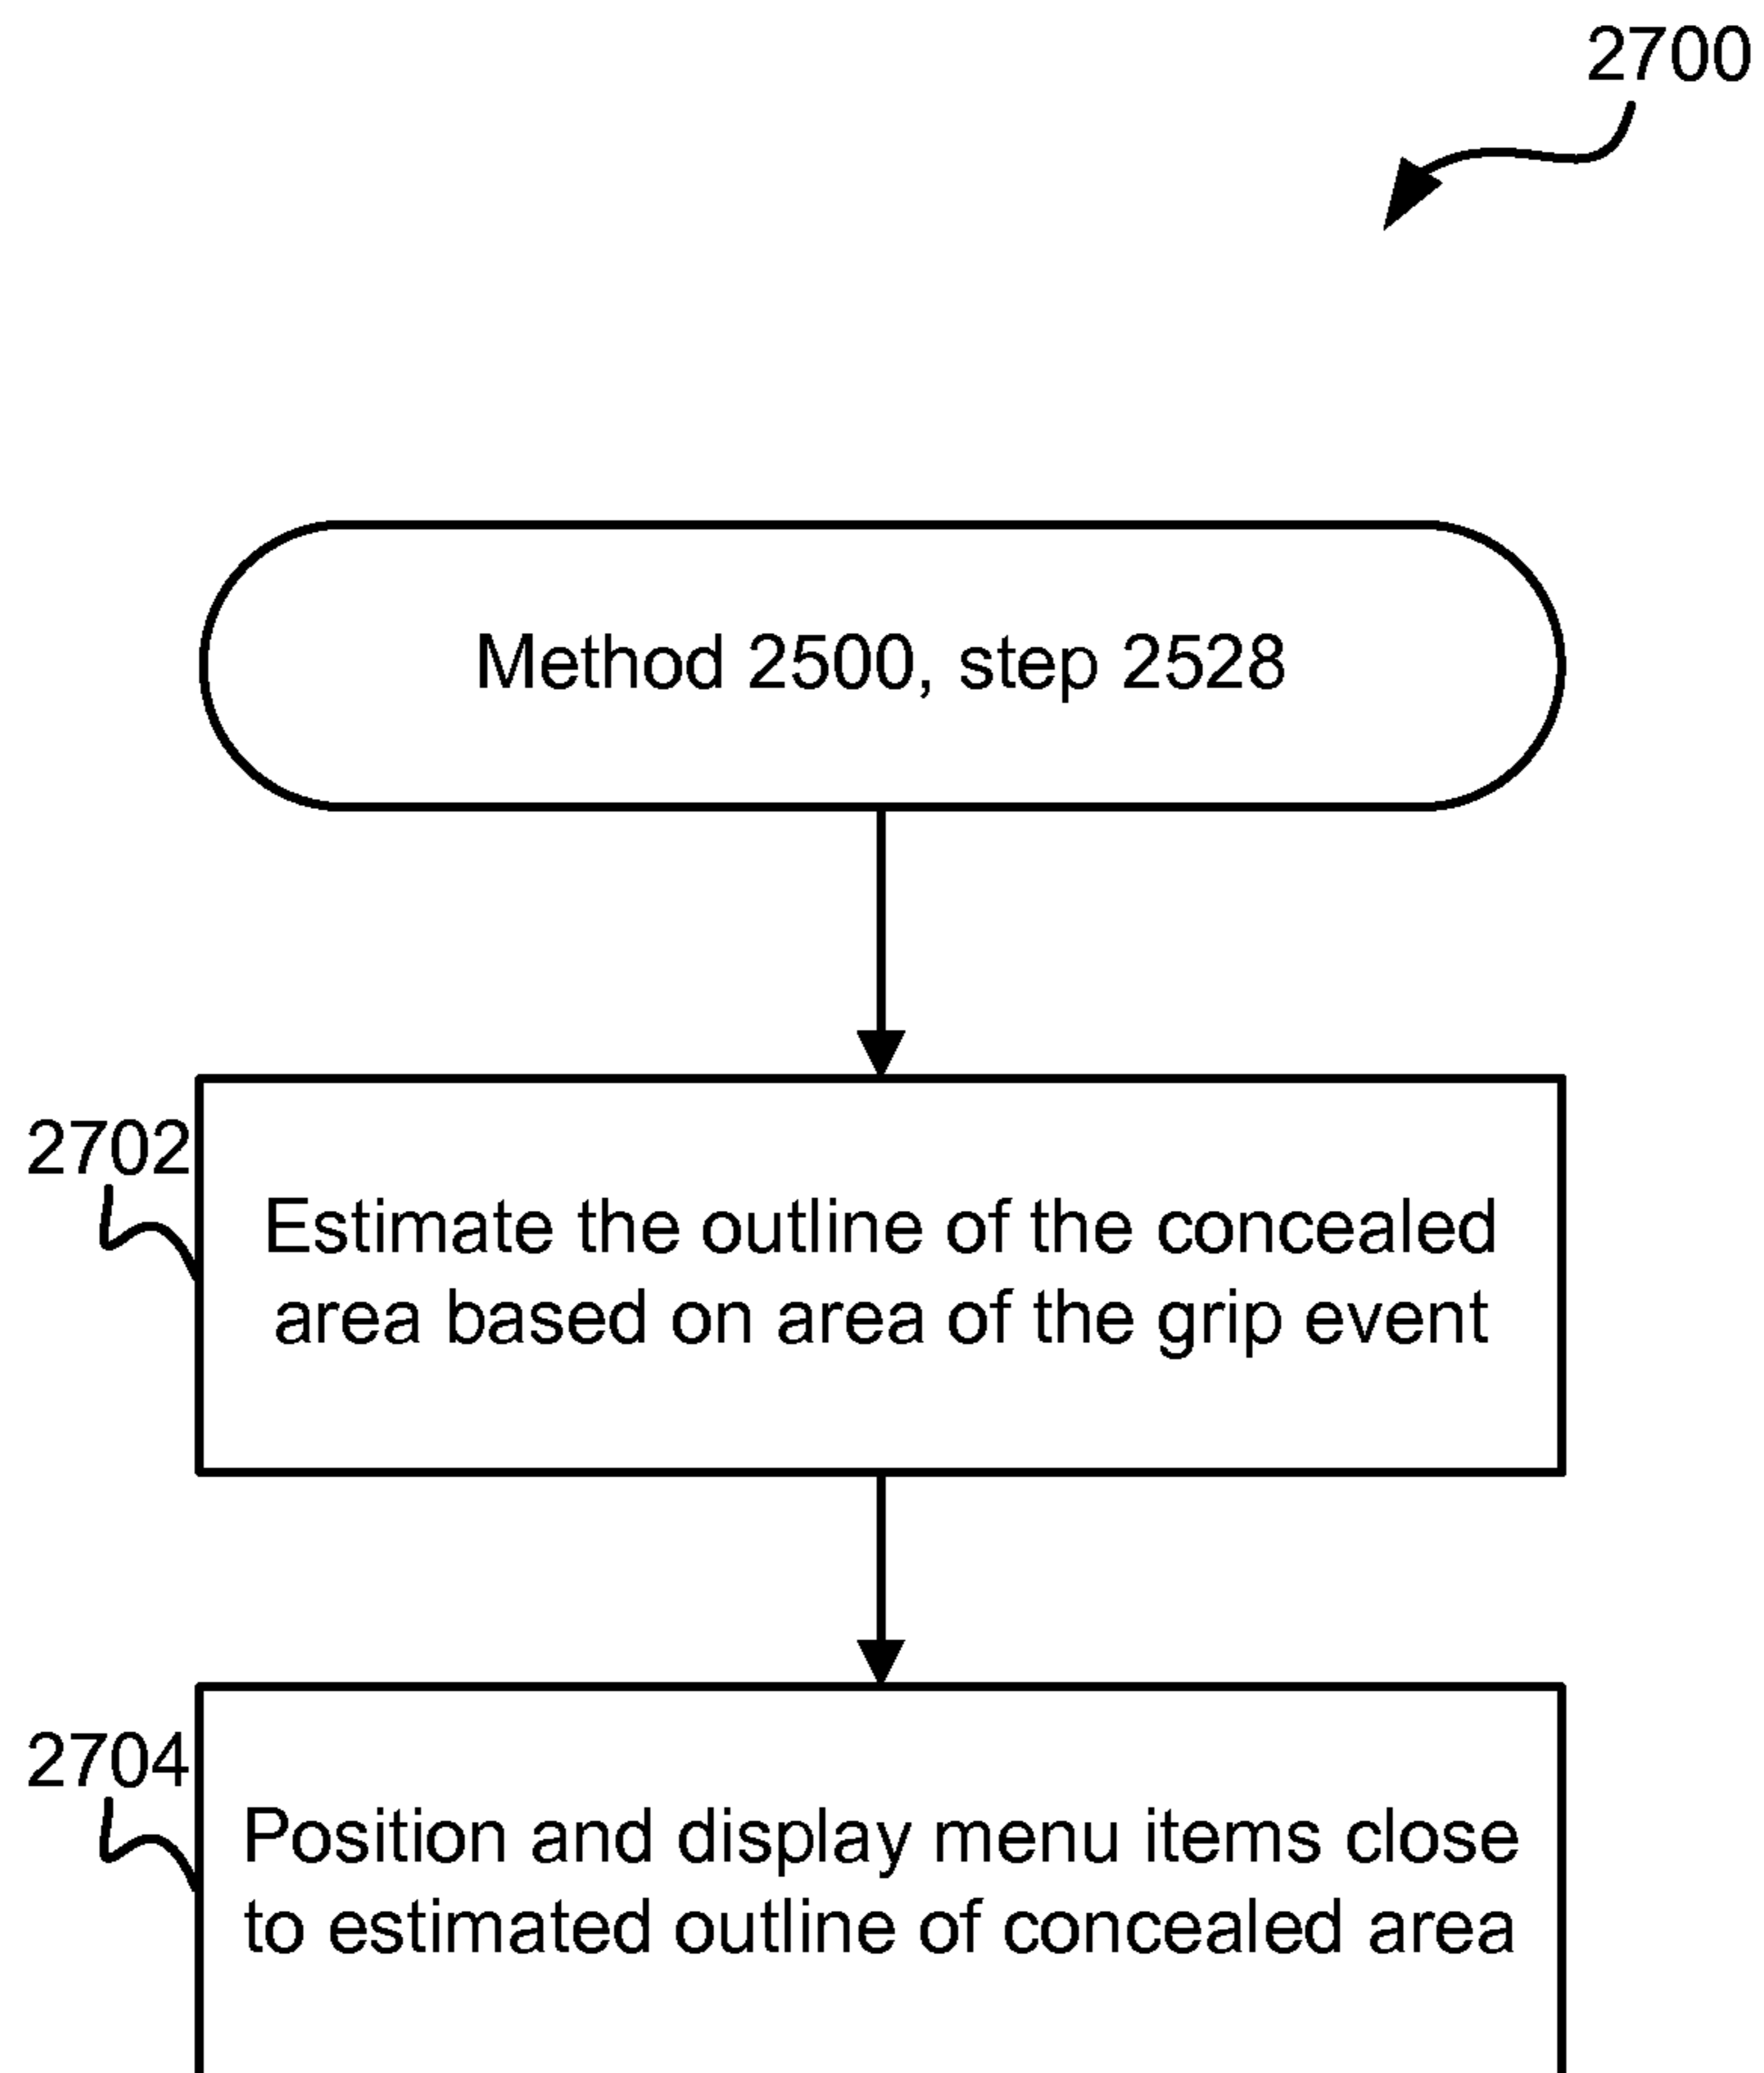 2700
Method 2500, step 2528
2702
Estimate the outline of the concealed
area based on area of the grip event
2704
Position and display menu items close
to estimated outline of concealed area